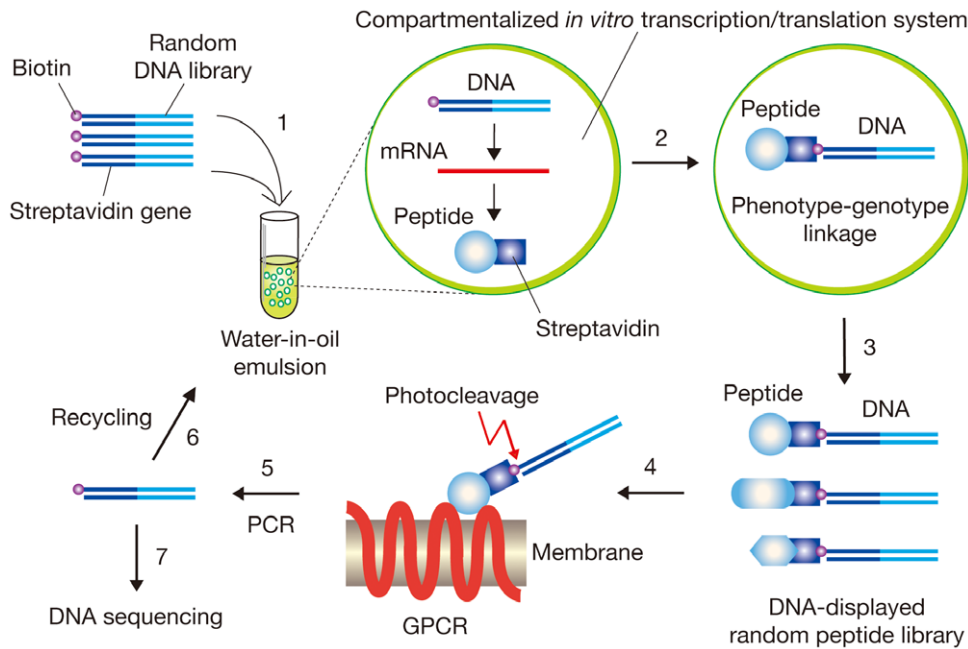 Compartmentalized in vitro transcription/translation system
Biotin
Random
DNA library
Streptavidin gene
1
Water-in-oil
emulsion
DNA
mRNA
Peptide
Streptavidin
2
Peptide
DNA
Phenotype-genotype
linkage
3
Peptide
DNA
DNA-displayed
random peptide library
4
Photocleavage
Membrane
GPCR
5
PCR
Recycling
6
7
DNA sequencing